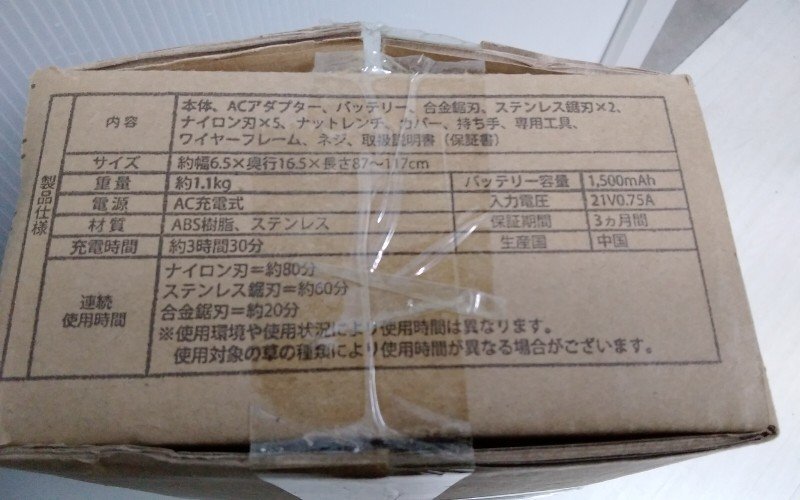 製品仕様
内容 本体、ACアダプター、バッテリー、合金鋸刃、ステンレス鋸刃×2、
ナイロン刃×5、ナットレンチ、カバー、持ち手、専用工具、
ワイヤーフレーム、ネジ、取扱説明書（保証書）
サイズ 約幅6.5×奥行16.5×長さ87〜117cm
重量 約1.1kg バッテリー容量 1,500mAh
電源 AC充電式 入力電圧 21V0.75A
材質 ABS樹脂、ステンレス 保証期間 3ヵ月間
充電時間 約3時間30分 生産国 中国
連続使用時間 ナイロン刃＝約80分
ステンレス鋸刃＝約60分
合金鋸刃＝約20分
※使用環境や使用状況により使用時間は異なります。
使用対象の草の種類により使用時間が異なる場合がございます。